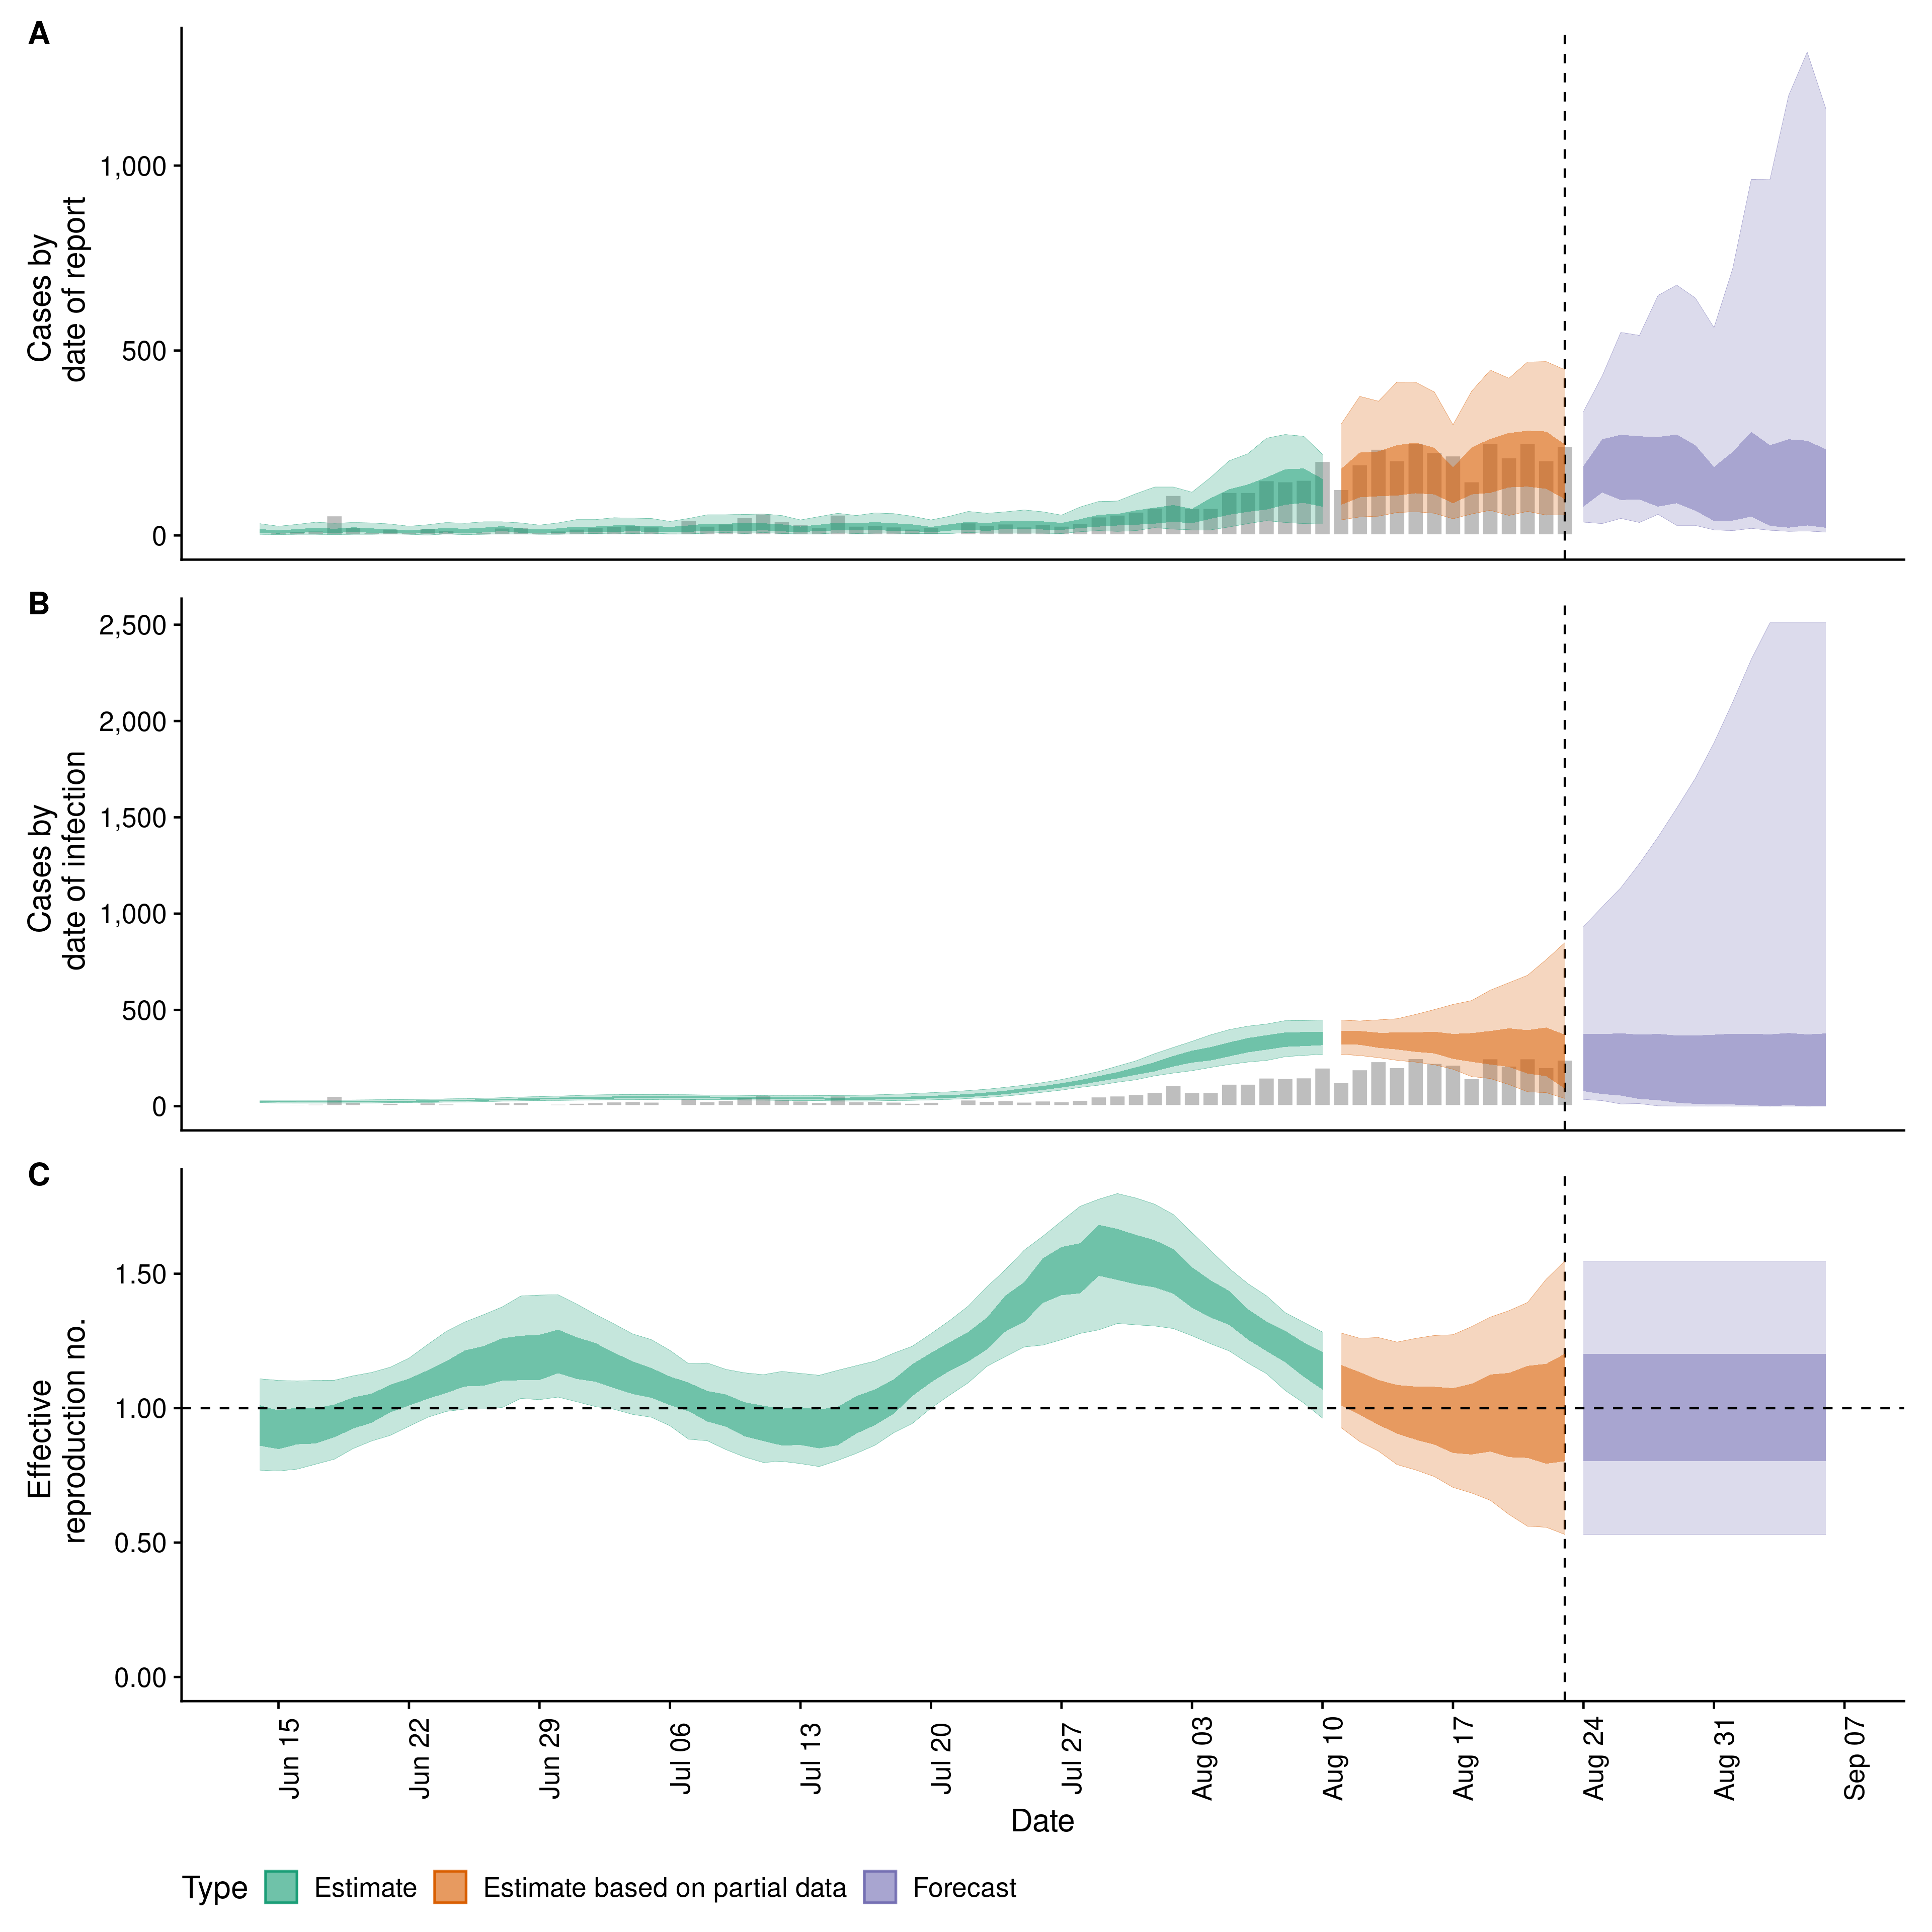 A
Cases by
date of report
1,000
500
0
B
Cases by
date of infection
2,500
2,000
1,500
1,000
500
0
C
Effective
reproduction no.
1.50
1.00
0.50
0.00
Jun 15
Jun 22
Jun 29
Jul 06
Jul 13
Jul 20
Jul 27
Aug 03
Aug 10
Aug 17
Aug 24
Aug 31
Sep 07
Date
Type Estimate Estimate based on partial data Forecast